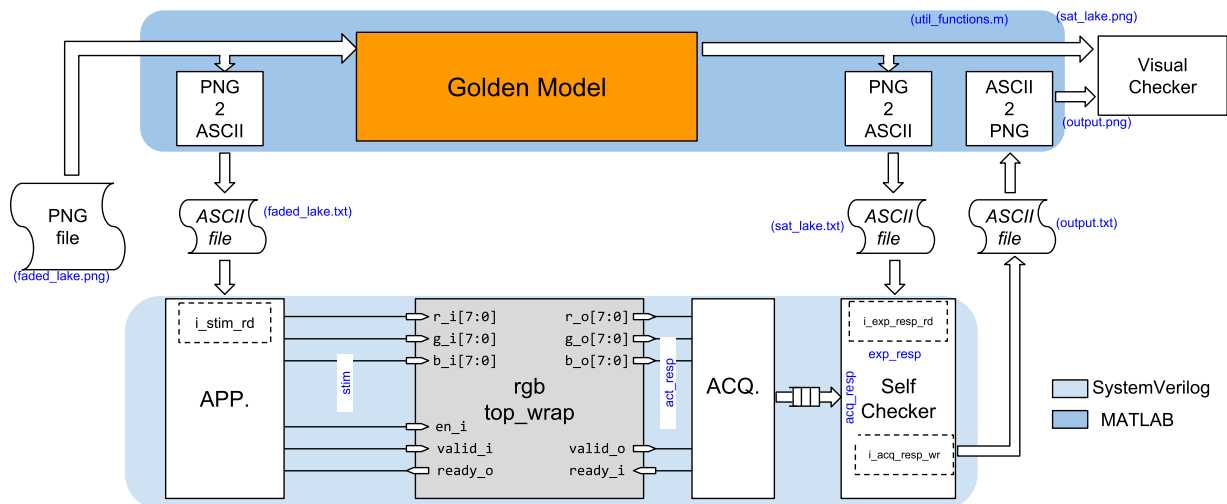 (util_functions.m)
(sat_lake.png)
PNG
2
ASCII
Golden Model
PNG
2
ASCII
ASCII
2
PNG
Visual
Checker
(output.png)
PNG
file
(faded_lake.png)
ASCII
file
(faded_lake.txt)
(sat_lake.txt)
ASCII
file
ASCII
file
(output.txt)
i_stim_rd
APP.
stim
r_i[7:0]
g_i[7:0]
b_i[7:0]
en_i
valid_i
ready_o
rgb
top_wrap
r_o[7:0]
g_o[7:0]
b_o[7:0]
valid_o
ready_i
act_resp
ACQ.
acq_resp
i_exp_resp_rd
exp_resp
Self
Checker
i_acq_resp_wr
SystemVerilog
MATLAB